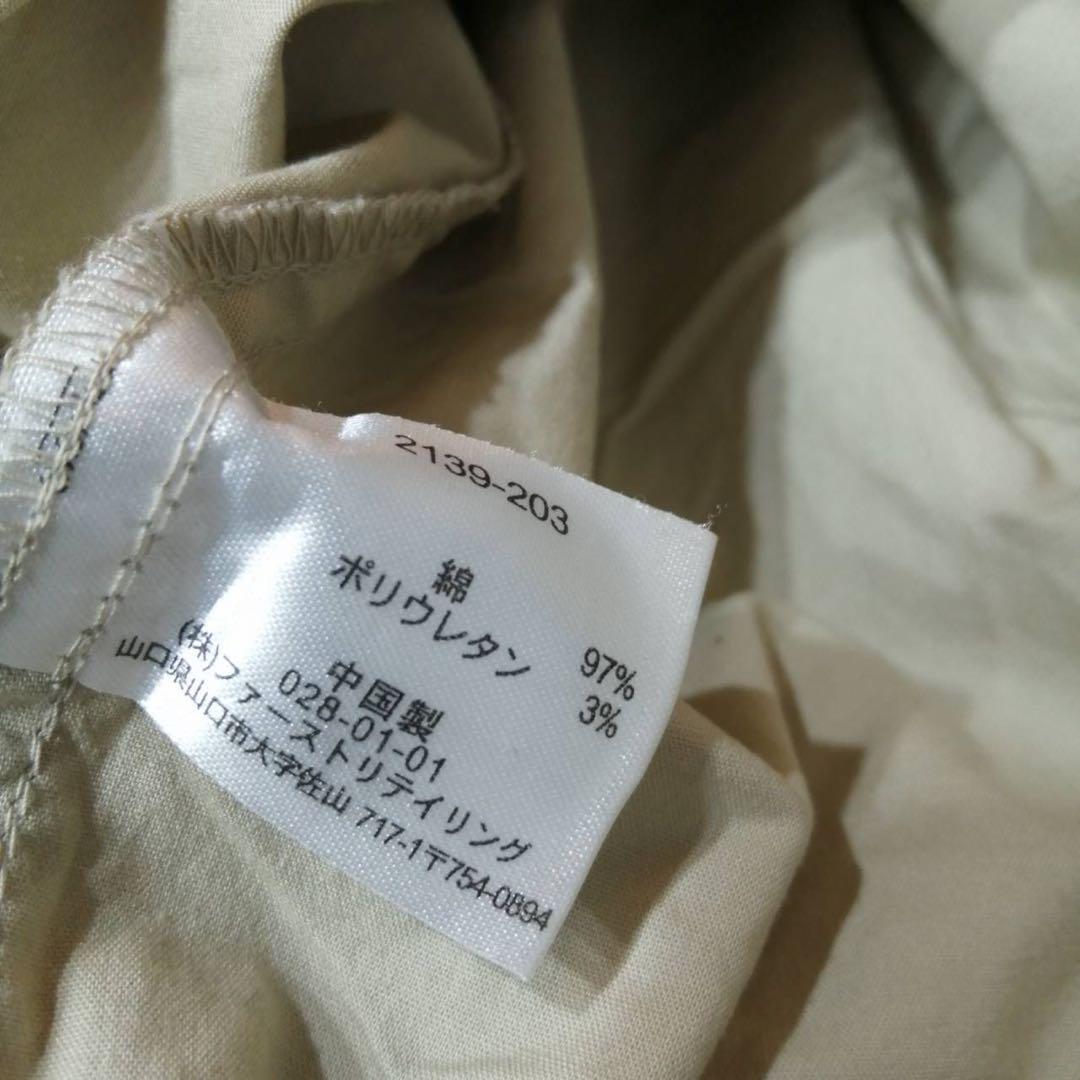 2139-203
綿 97%
ポリウレタン 3%
中国製
028-01-01
(株)ファーストリテイリング
山口県山口市大字佐山 717-1〒754-0894